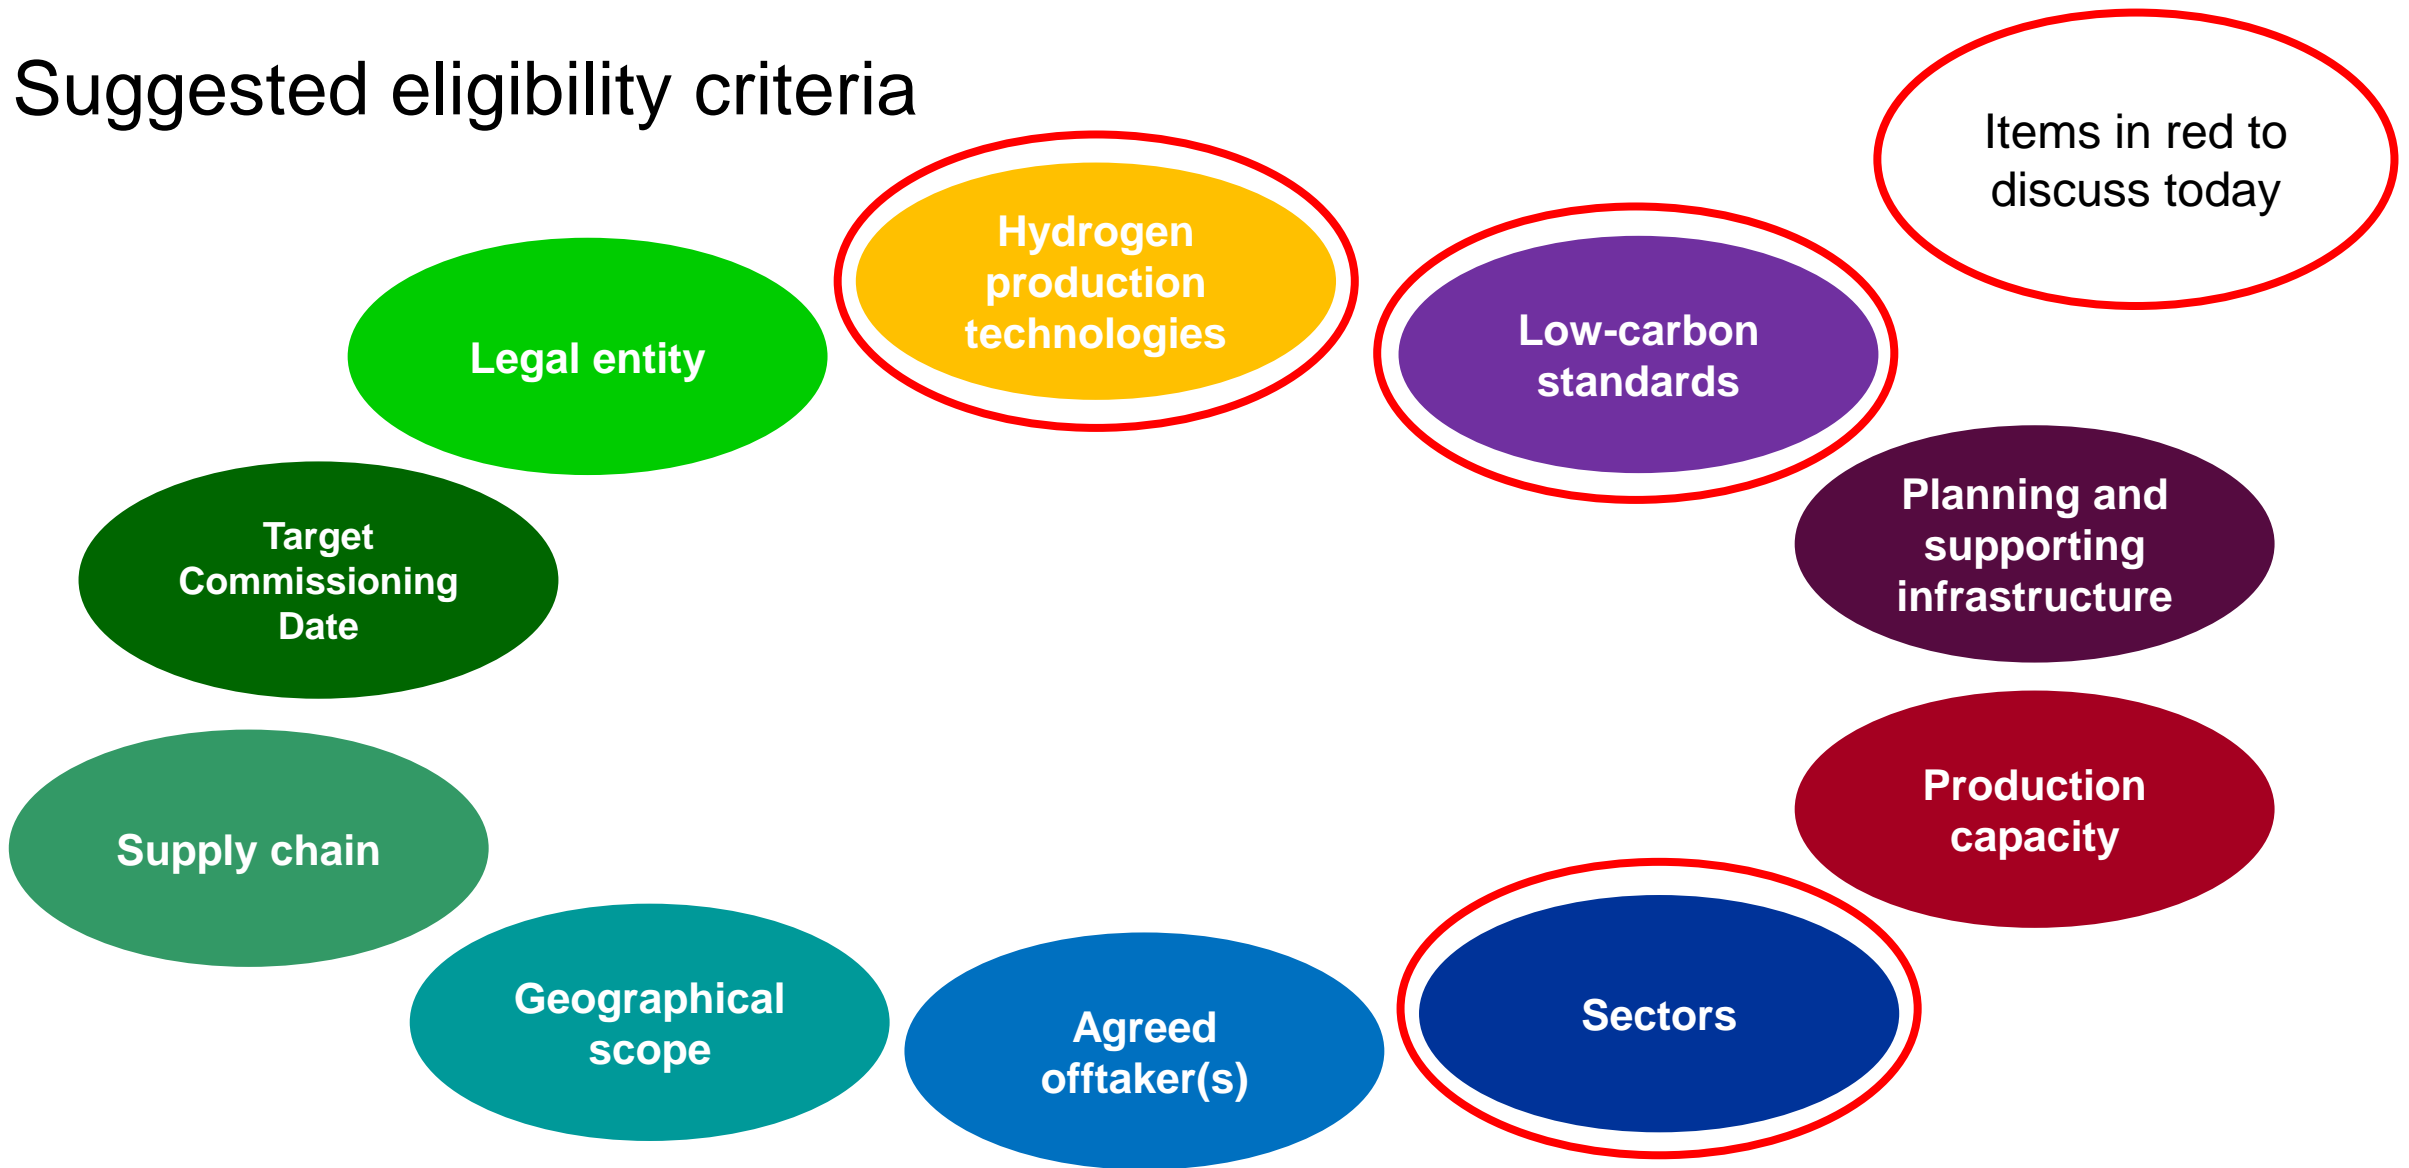 Suggested eligibility criteria
Items in red to
discuss today
Hydrogen
production
technologies
Low-carbon
standards
Legal entity
Planning and
supporting
infrastructure
Target
Commissioning
Date
Production
capacity
Supply chain
Geographical
scope
Agreed
offtaker(s)
Sectors